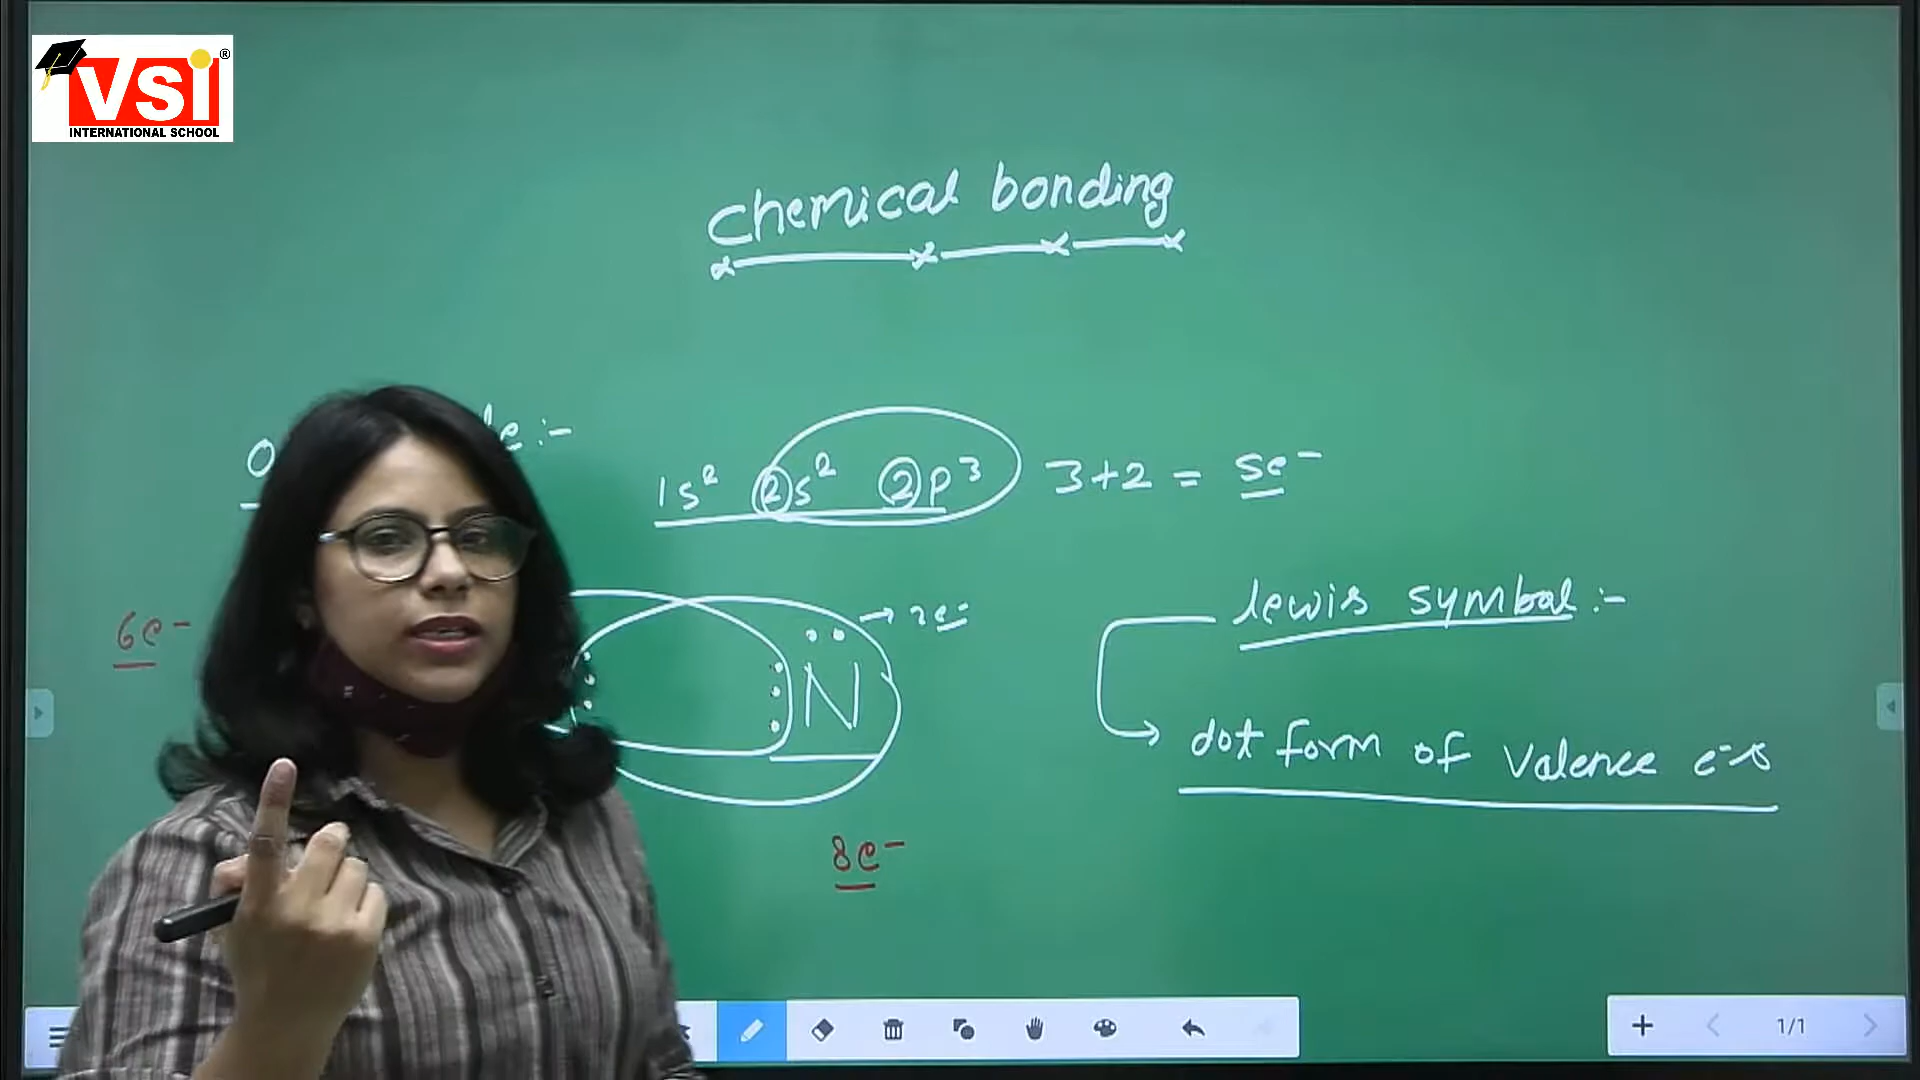 vsi ®
INTERNATIONAL SCHOOL
chemical bonding
1s² 2s² 2p³ 3+2 = 5e⁻
6e⁻
N → 2e⁻
lewis symbol :-
dot form of valence e⁻s
8e⁻
1/1